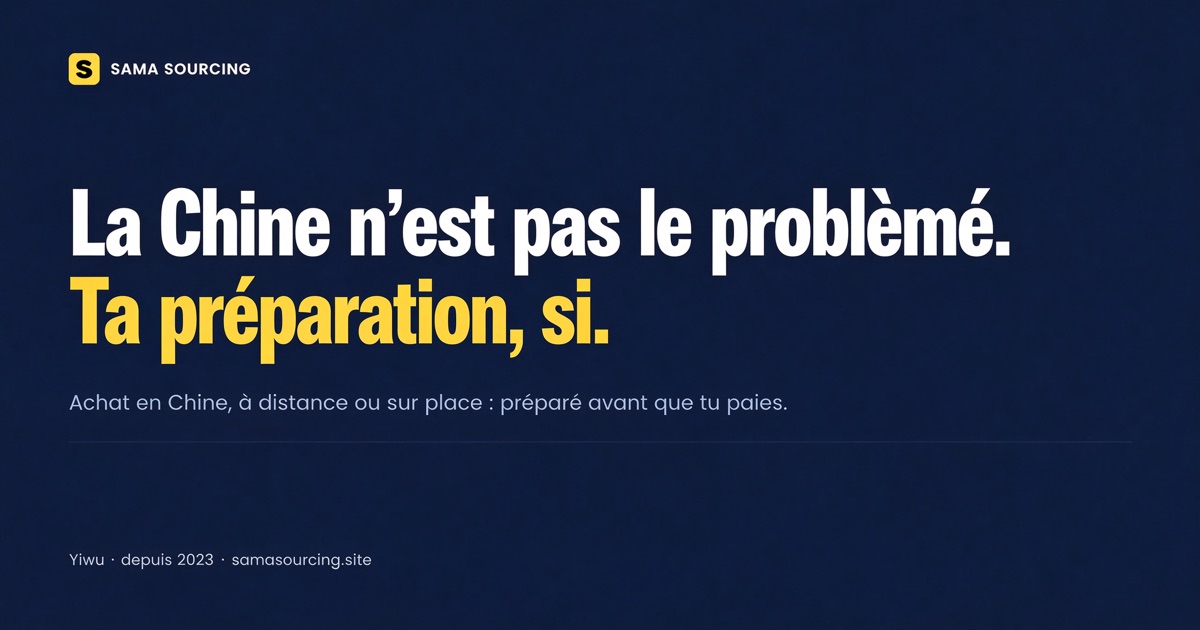 S SAMA SOURCING
La Chine n’est pas le problèmé.
Ta préparation, si.
Achat en Chine, à distance ou sur place : préparé avant que tu paies.
Yiwu · depuis 2023 · samasourcing.site